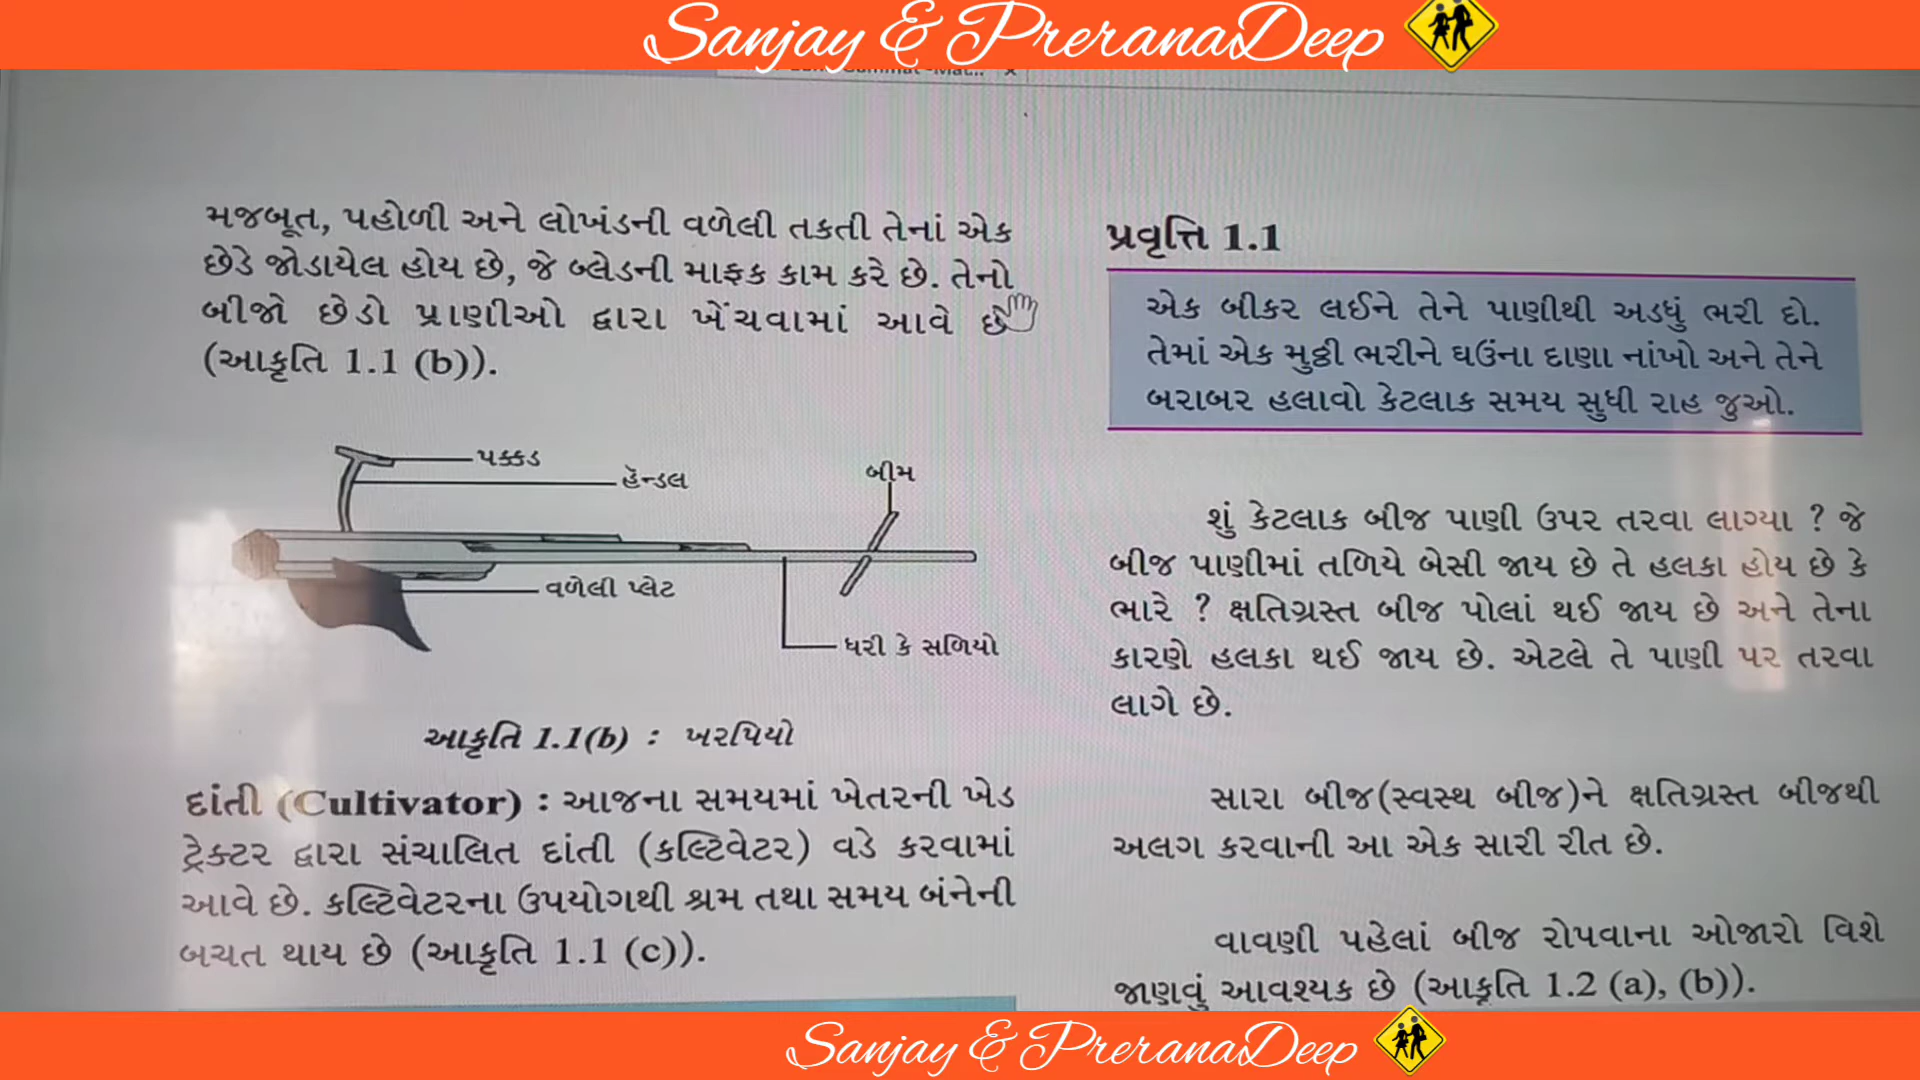 Sanjay & PreranaDeep
મજબૂત, પહોળી અને લોખંડની વળેલી તકતી તેનાં એક
છેડે જોડાયેલ હોય છે, જે બ્લેડની માફક કામ કરે છે. તેનો
બીજો છેડો પ્રાણીઓ દ્વારા ખેંચવામાં આવે છે
(આકૃતિ 1.1 (b)).
પક્કડ
હૅન્ડલ
બીમ
વળેલી પ્લેટ
ધરી કે સળિયો
આકૃતિ 1.1(b) : ખરપિયો
દાંતી (Cultivator) : આજના સમયમાં ખેતરની ખેડ
ટ્રેક્ટર દ્વારા સંચાલિત દાંતી (કલ્ટિવેટર) વડે કરવામાં
આવે છે. કલ્ટિવેટરના ઉપયોગથી શ્રમ તથા સમય બંનેની
બચત થાય છે (આકૃતિ 1.1 (c)).
પ્રવૃત્તિ 1.1
એક બીકર લઈને તેને પાણીથી અડધું ભરી દો.
તેમાં એક મુઠ્ઠી ભરીને ઘઉંના દાણા નાંખો અને તેને
બરાબર હલાવો કેટલાક સમય સુધી રાહ જુઓ.
શું કેટલાક બીજ પાણી ઉપર તરવા લાગ્યા ? જે
બીજ પાણીમાં તળિયે બેસી જાય છે તે હલકા હોય છે કે
ભારે ? ક્ષતિગ્રસ્ત બીજ પોલાં થઈ જાય છે અને તેના
કારણે હલકા થઈ જાય છે. એટલે તે પાણી પર તરવા
લાગે છે.
સારા બીજ(સ્વસ્થ બીજ)ને ક્ષતિગ્રસ્ત બીજથી
અલગ કરવાની આ એક સારી રીત છે.
વાવણી પહેલાં બીજ રોપવાના ઓજારો વિશે
જાણવું આવશ્યક છે (આકૃતિ 1.2 (a), (b)).
Sanjay & PreranaDeep